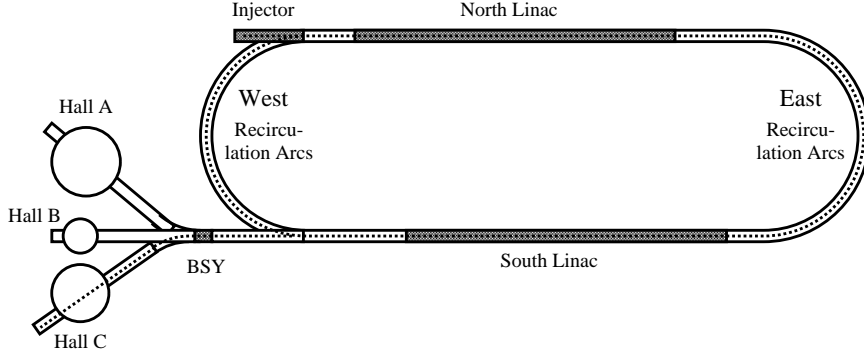 Injector
North Linac
Hall A
West
East
Recircu-
lation Arcs
Recircu-
lation Arcs
Hall B
BSY
South Linac
Hall C